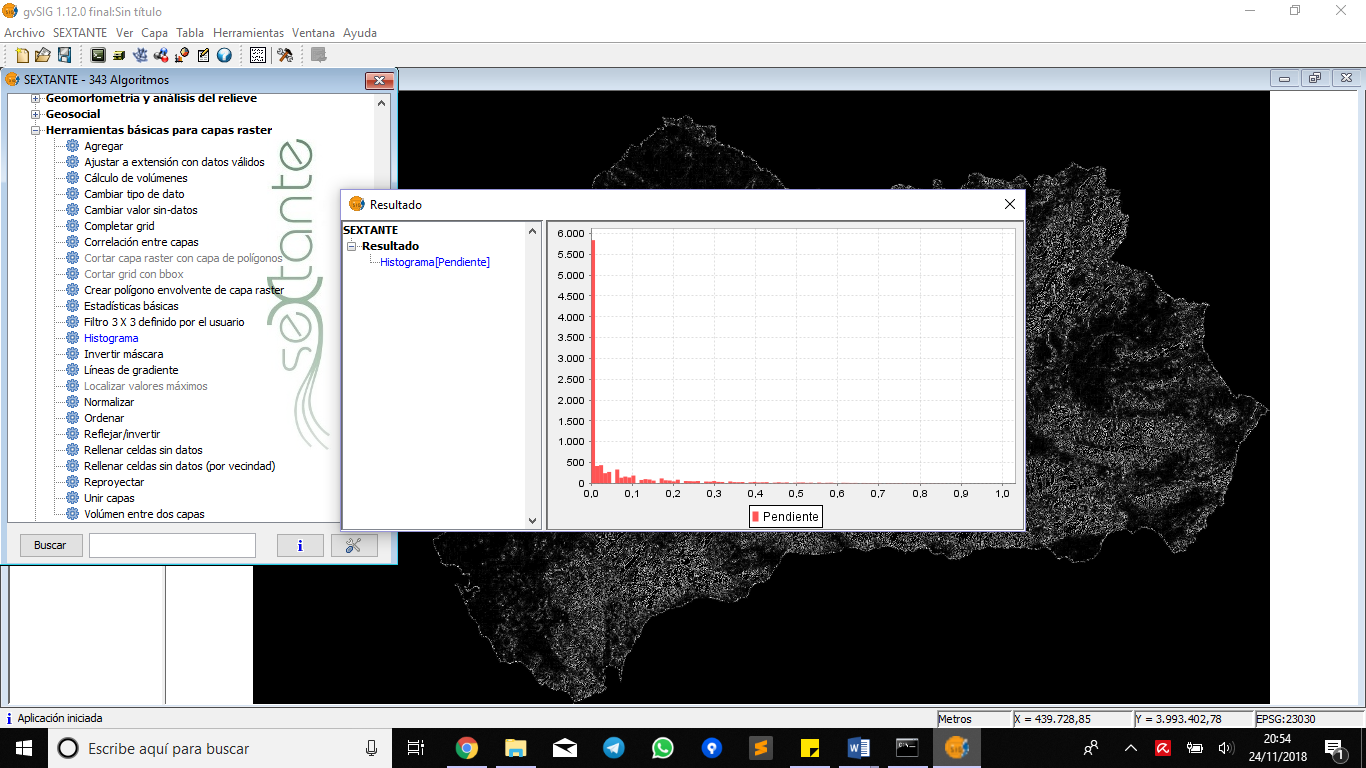 gvSIG 1.12.0 final:Sin título
Archivo SEXTANTE Ver Capa Tabla Herramientas Ventana Ayuda
SEXTANTE - 343 Algoritmos
Geomorfometría y análisis del relieve
Geosocial
Herramientas básicas para capas raster
Agregar
Ajustar a extensión con datos válidos
Cálculo de volúmenes
Cambiar tipo de dato
Cambiar valor sin-datos
Completar grid
Correlación entre capas
Cortar capa raster con capa de polígonos
Cortar grid con bbox
Crear polígono envolvente de capa raster
Estadísticas básicas
Filtro 3 X 3 definido por el usuario
Histograma
Invertir máscara
Líneas de gradiente
Localizar valores máximos
Normalizar
Ordenar
Reflejar/invertir
Rellenar celdas sin datos
Rellenar celdas sin datos (por vecindad)
Reproyectar
Unir capas
Volúmen entre dos capas
sextante
Buscar
i
Resultado
SEXTANTE
Resultado
Histograma[Pendiente]
6.000
5.500
5.000
4.500
4.000
3.500
3.000
2.500
2.000
1.500
1.000
500
0
0,0 0,1 0,2 0,3 0,4 0,5 0,6 0,7 0,8 0,9 1,0
Pendiente
Aplicación iniciada
Metros
X = 439.728,85
Y = 3.993.402,78
EPSG:23030
Escribe aquí para buscar
20:54
24/11/2018
1